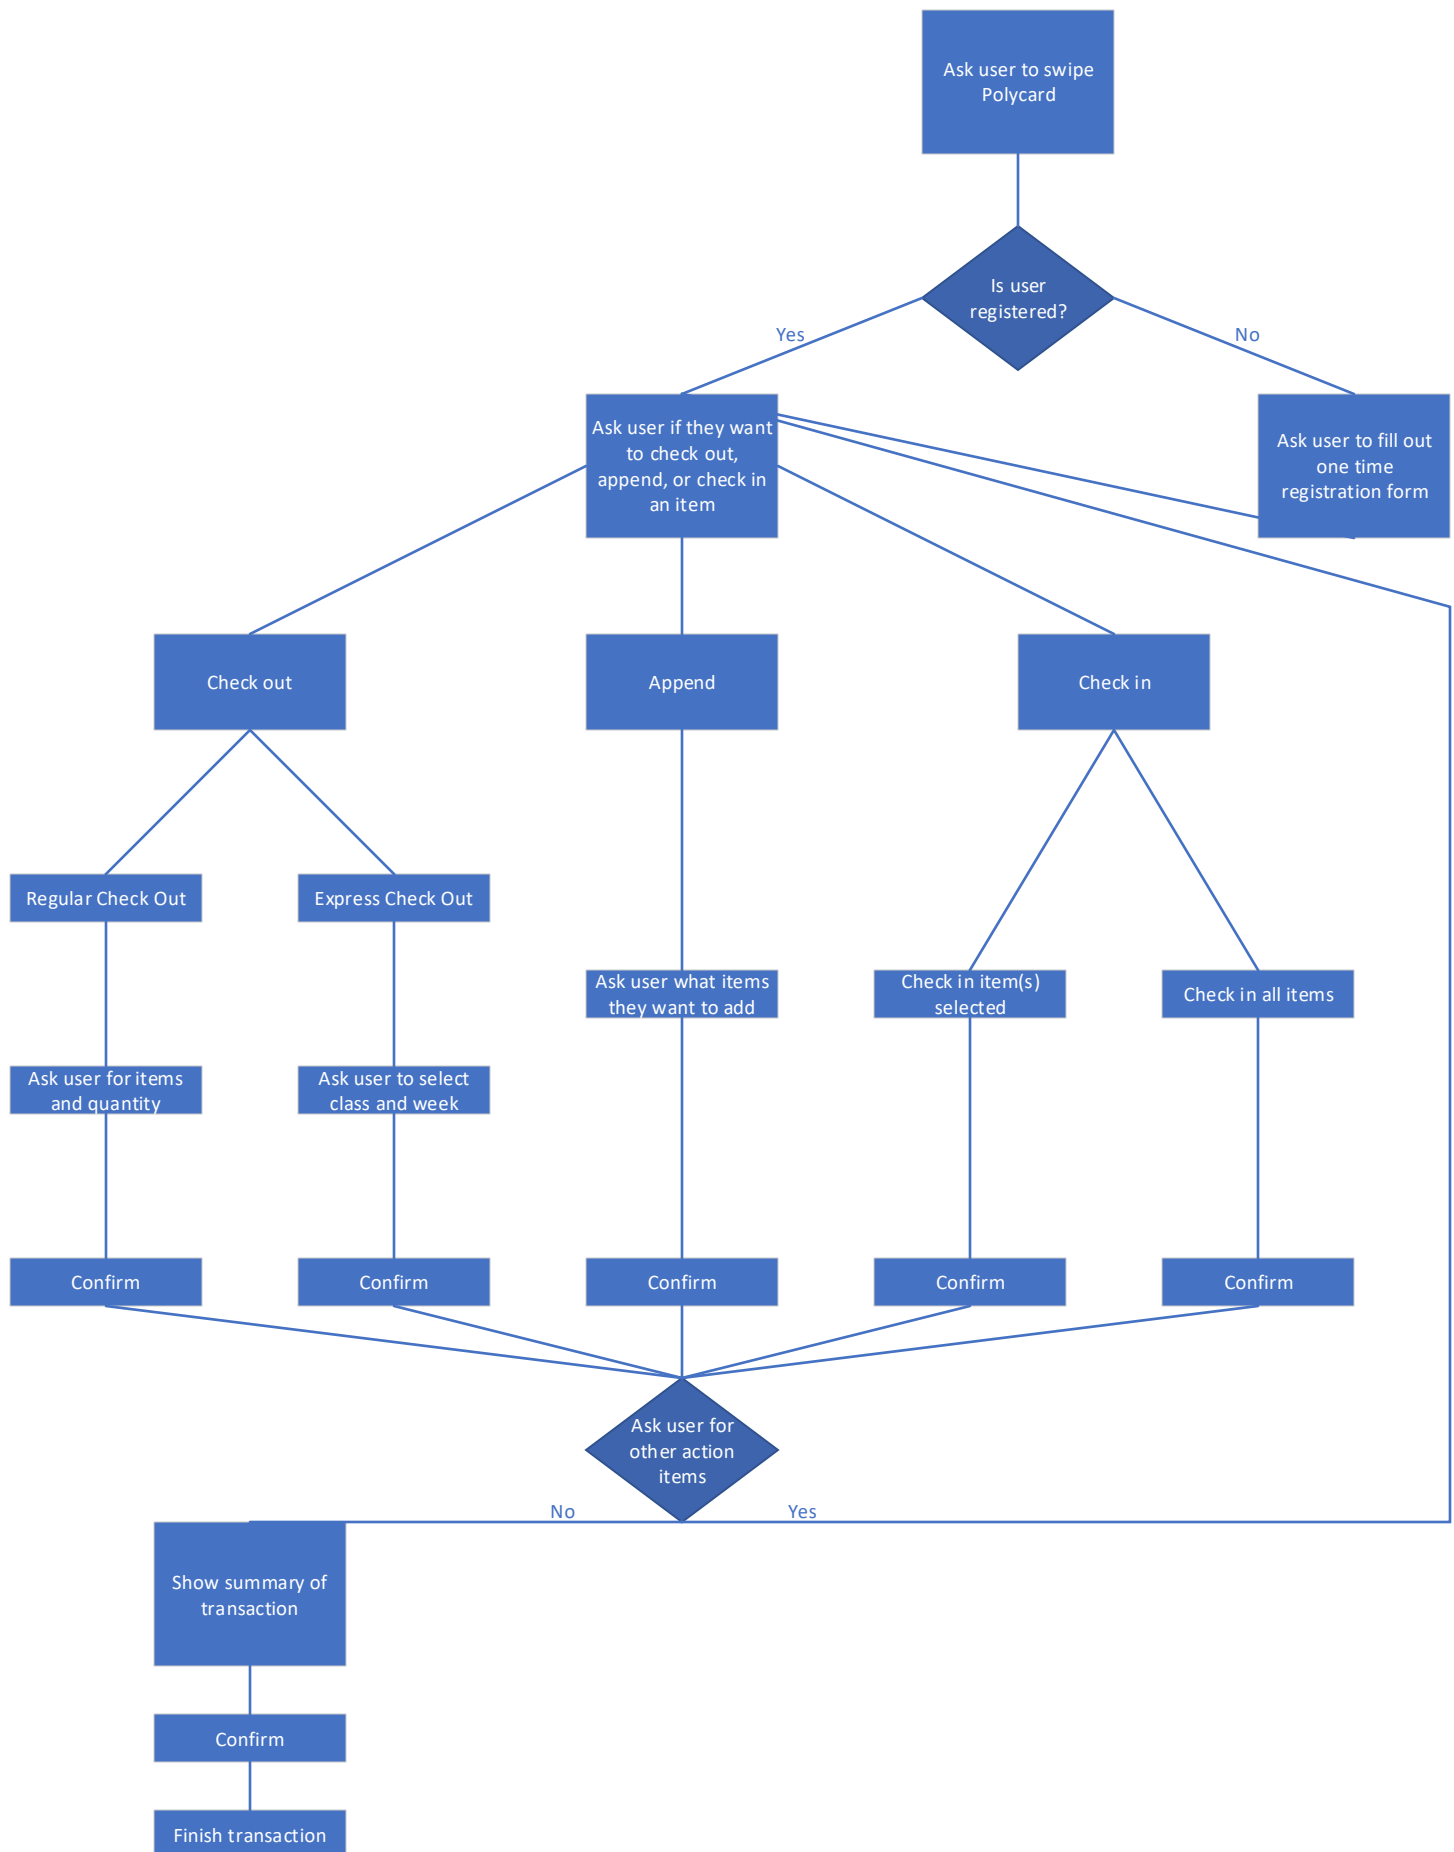 Ask user to swipe
Polycard
Is user
registered?
Yes
No
Ask user if they want
to check out,
append, or check in
an item
Ask user to fill out
one time
registration form
Check out
Append
Check in
Regular Check Out
Express Check Out
Ask user what items
they want to add
Check in item(s)
selected
Check in all items
Ask user for items
and quantity
Ask user to select
class and week
Confirm
Confirm
Confirm
Confirm
Confirm
Ask user for
other action
items
No
Yes
Show summary of
transaction
Confirm
Finish transaction